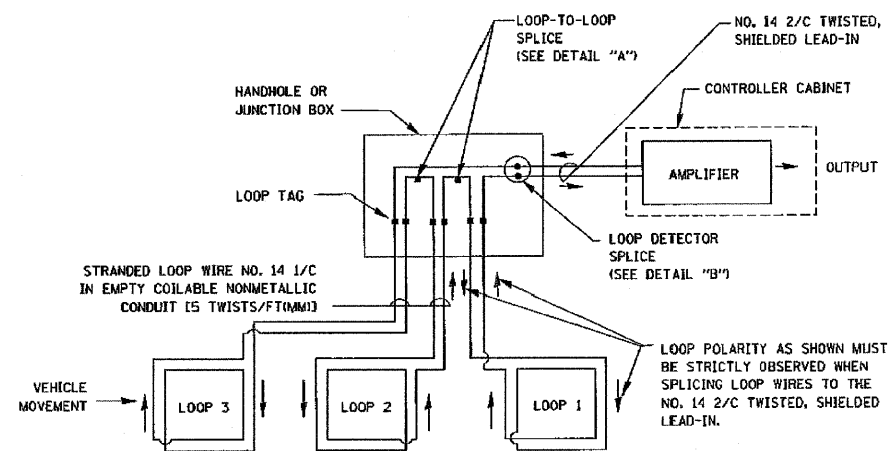 LOOP-TO-LOOP
SPLICE
(SEE DETAIL "A")
NO. 14 2/C TWISTED,
SHIELDED LEAD-IN
HANDHOLE OR
JUNCTION BOX
CONTROLLER CABINET
AMPLIFIER
OUTPUT
LOOP TAG
LOOP DETECTOR
SPLICE
(SEE DETAIL "B")
STRANDED LOOP WIRE NO. 14 1/C
IN EMPTY COILABLE NONMETALLIC
CONDUIT [5 TWISTS/FT(MM)]
LOOP POLARITY AS SHOWN MUST
BE STRICTLY OBSERVED WHEN
SPLICING LOOP WIRES TO THE
NO. 14 2/C TWISTED, SHIELDED
LEAD-IN.
VEHICLE
MOVEMENT
LOOP 3
LOOP 2
LOOP 1